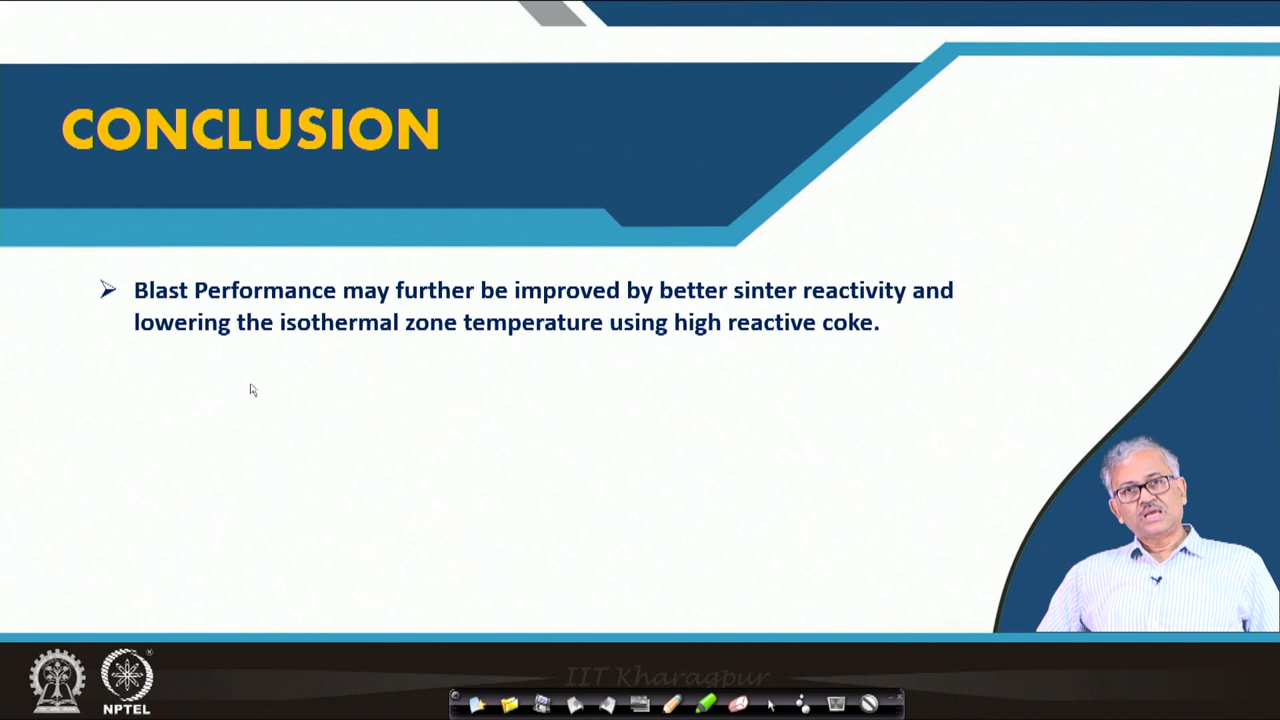 CONCLUSION
➢ Blast Performance may further be improved by better sinter reactivity and
lowering the isothermal zone temperature using high reactive coke.
IIT Kharagpur
NPTEL